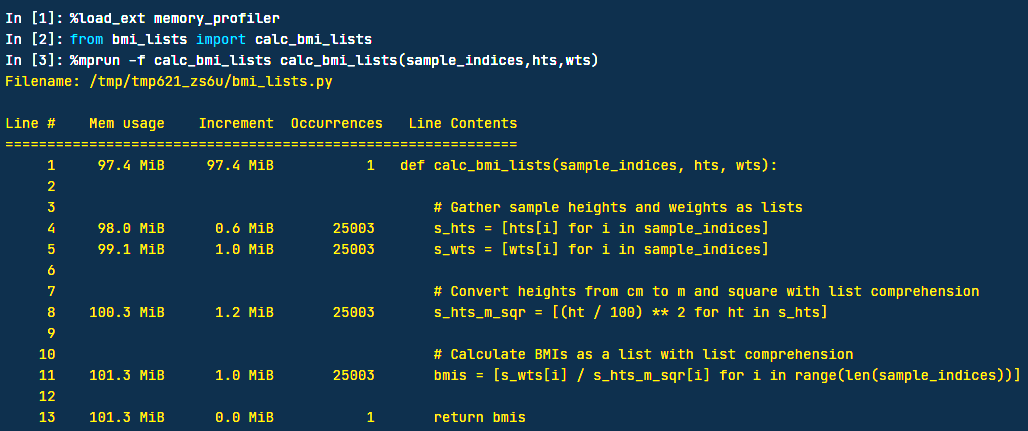 In [1]: %load_ext memory_profiler
In [2]: from bmi_lists import calc_bmi_lists
In [3]: %mprun -f calc_bmi_lists calc_bmi_lists(sample_indices,hts,wts)
Filename: /tmp/tmp621_zs6u/bmi_lists.py
Line # Mem usage Increment Occurrences Line Contents
=============================================================
1 97.4 MiB 97.4 MiB 1 def calc_bmi_lists(sample_indices, hts, wts):
2
3 # Gather sample heights and weights as lists
4 98.0 MiB 0.6 MiB 25003 s_hts = [hts[i] for i in sample_indices]
5 99.1 MiB 1.0 MiB 25003 s_wts = [wts[i] for i in sample_indices]
6
7 # Convert heights from cm to m and square with list comprehension
8 100.3 MiB 1.2 MiB 25003 s_hts_m_sqr = [(ht / 100) ** 2 for ht in s_hts]
9
10 # Calculate BMIs as a list with list comprehension
11 101.3 MiB 1.0 MiB 25003 bmis = [s_wts[i] / s_hts_m_sqr[i] for i in range(len(sample_indices))]
12
13 101.3 MiB 0.0 MiB 1 return bmis